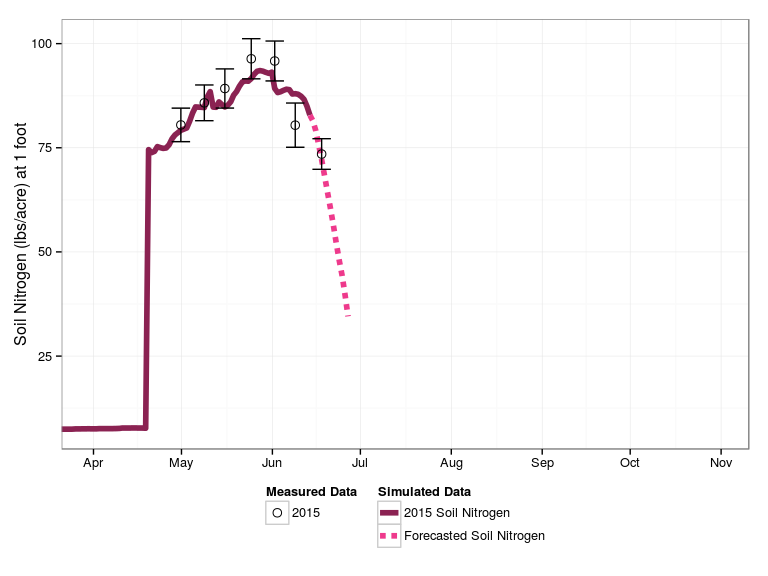 Soil Nitrogen (lbs/acre) at 1 foot
100
75
50
25
Apr May Jun Jul Aug Sep Oct Nov
Measured Data Simulated Data
2015 2015 Soil Nitrogen
Forecasted Soil Nitrogen